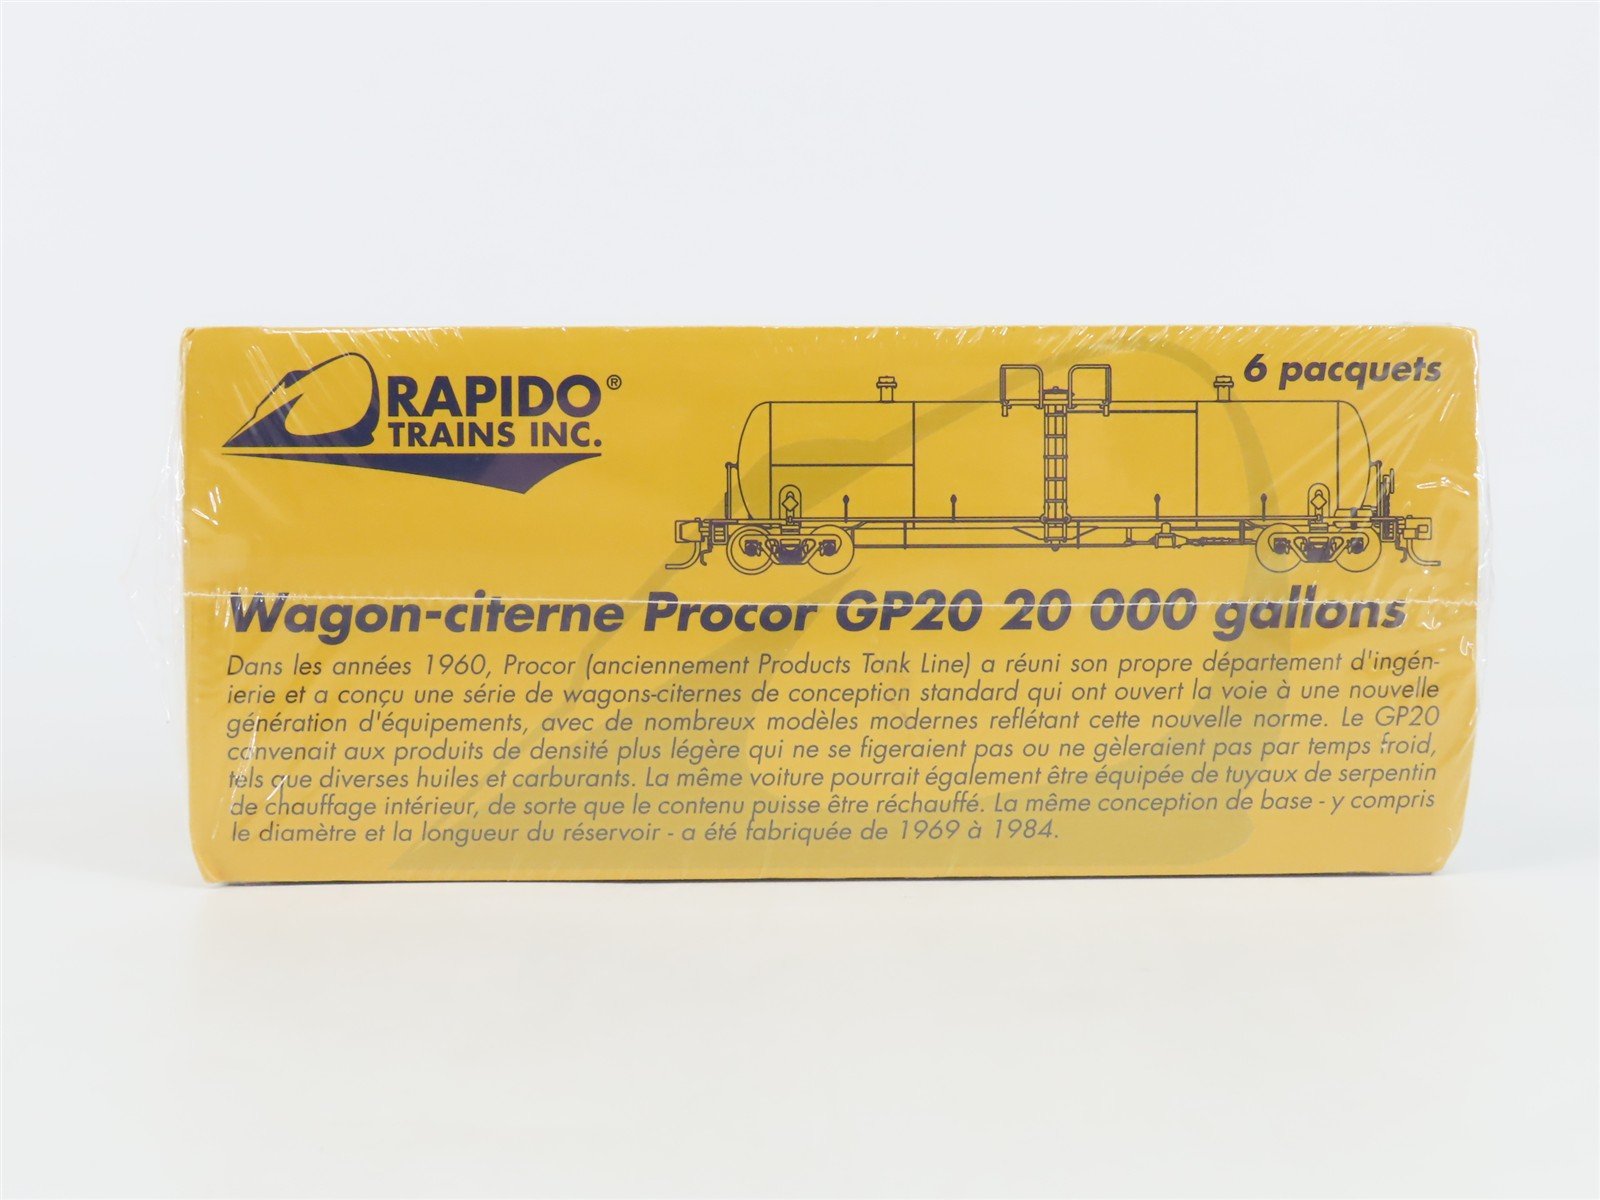 RAPIDO®
TRAINS INC.
6 pacquets
Wagon-citerne Procor GP20 20 000 gallons
Dans les années 1960, Procor (anciennement Products Tank Line) a réuni son propre département d'ingén-
ierie et a conçu une série de wagons-citernes de conception standard qui ont ouvert la voie à une nouvelle
génération d'équipements, avec de nombreux modèles modernes reflétant cette nouvelle norme. Le GP20
convenait aux produits de densité plus légère qui ne se figeraient pas ou ne gèleraient pas par temps froid,
tels que diverses huiles et carburants. La même voiture pourrait également être équipée de tuyaux de serpentin
de chauffage intérieur, de sorte que le contenu puisse être réchauffé. La même conception de base - y compris
le diamètre et la longueur du réservoir - a été fabriquée de 1969 à 1984.